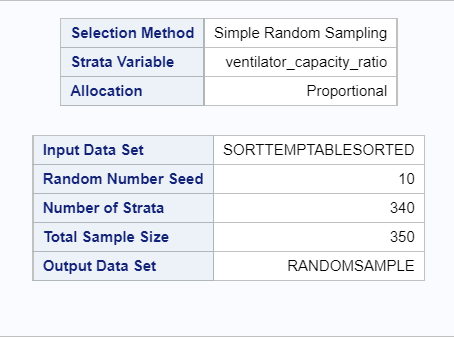 Selection Method Simple Random Sampling
Strata Variable ventilator_capacity_ratio
Allocation Proportional
Input Data Set SORTTEMPTABLESORTED
Random Number Seed 10
Number of Strata 340
Total Sample Size 350
Output Data Set RANDOMSAMPLE